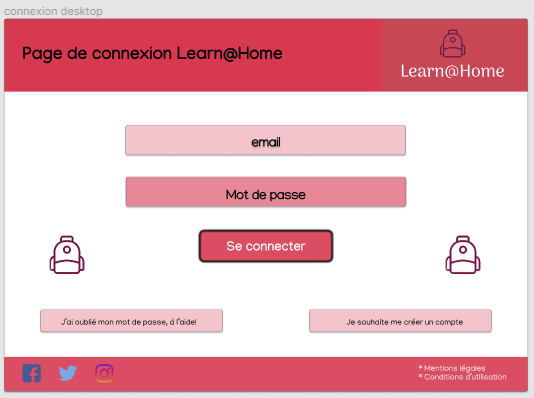 connexion desktop
Page de connexion Learn@Home
Learn@Home
email
Mot de passe
Se connecter
J'ai oublié mon mot de passe, à l'aide!
Je souhaite me créer un compte
* Mentions légales
* Conditions d'utilisation